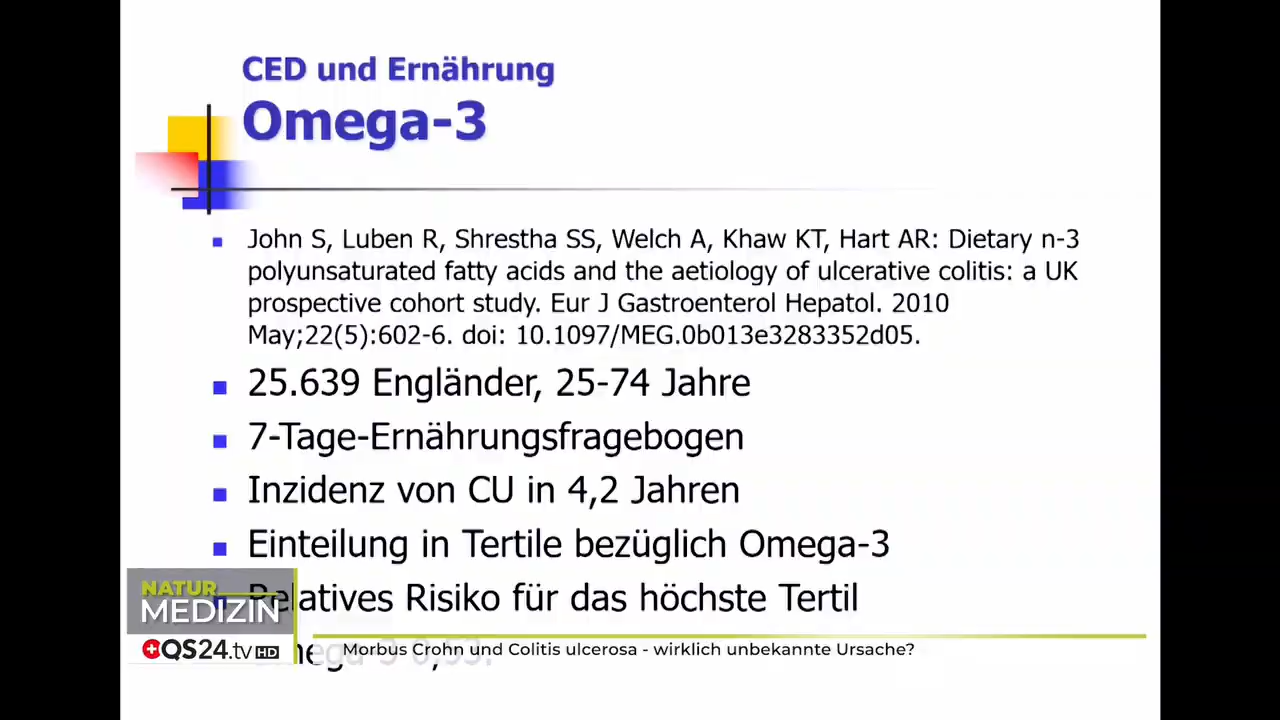 CED und Ernährung
Omega-3
John S, Luben R, Shrestha SS, Welch A, Khaw KT, Hart AR: Dietary n-3
polyunsaturated fatty acids and the aetiology of ulcerative colitis: a UK
prospective cohort study. Eur J Gastroenterol Hepatol. 2010
May;22(5):602-6. doi: 10.1097/MEG.0b013e3283352d05.
25.639 Engländer, 25-74 Jahre
7-Tage-Ernährungsfragebogen
Inzidenz von CU in 4,2 Jahren
Einteilung in Tertile bezüglich Omega-3
Relatives Risiko für das höchste Tertil
NATUR
MEDIZIN
QS24.tv HD
Morbus Crohn und Colitis ulcerosa - wirklich unbekannte Ursache?